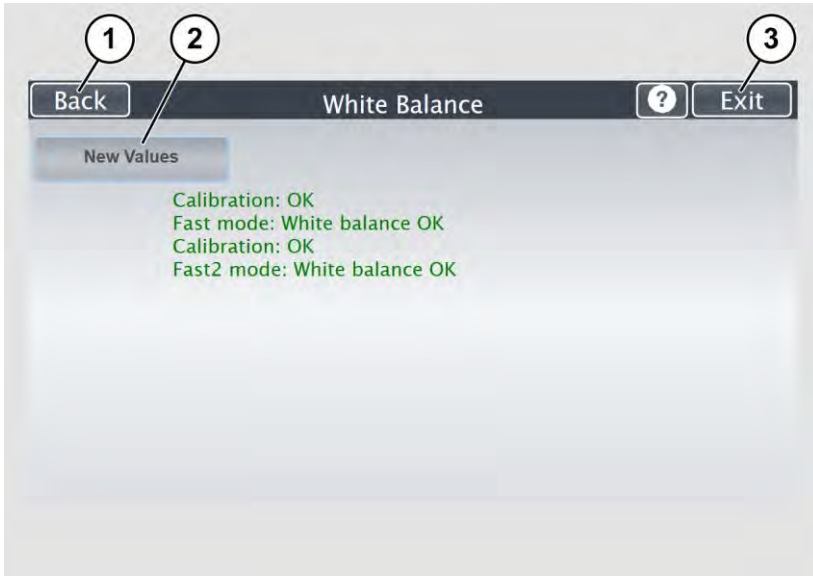 1 2 3
Back White Balance ? Exit
New Values
Calibration: OK
Fast mode: White balance OK
Calibration: OK
Fast2 mode: White balance OK